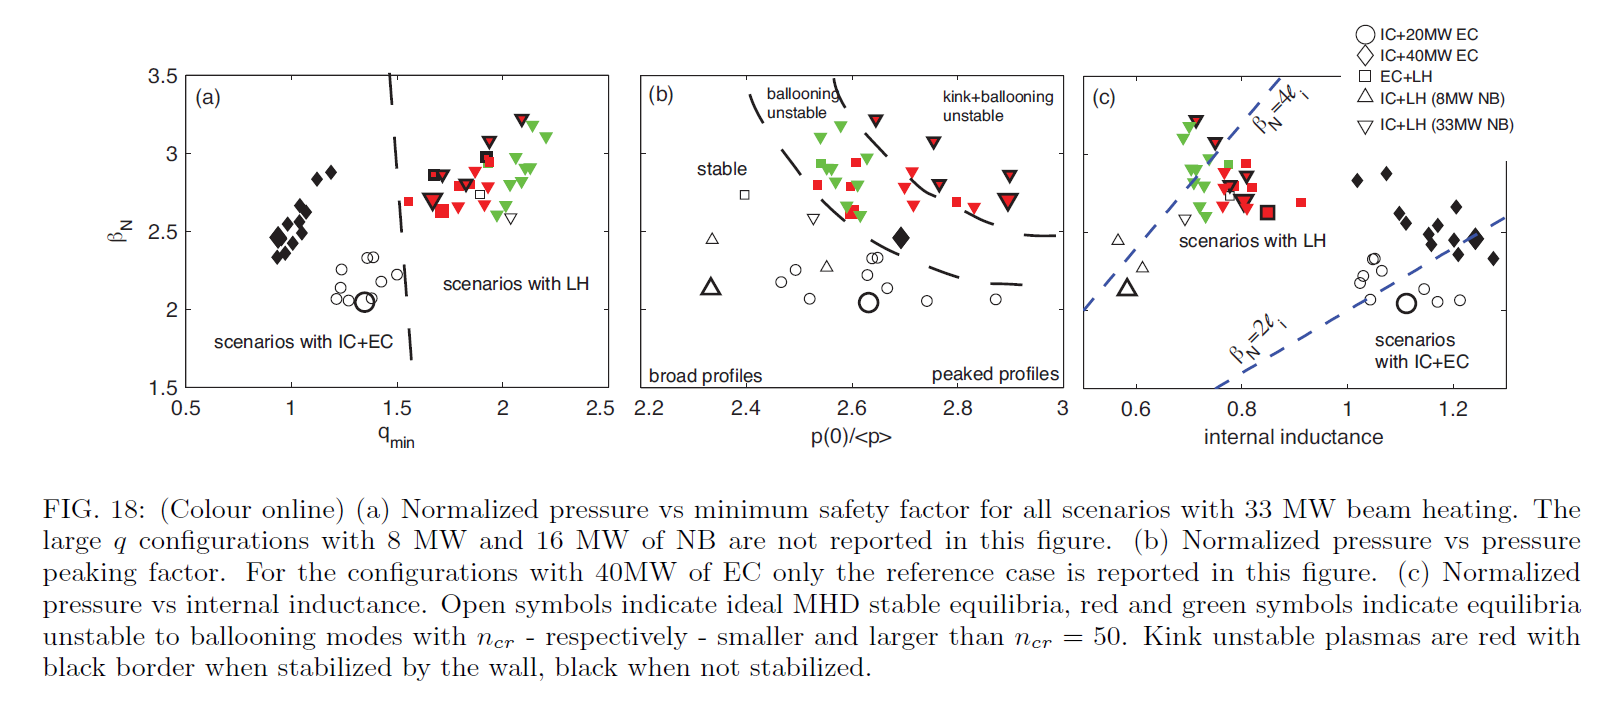 IC+20MW EC
IC+40MW EC
EC+LH
IC+LH (8MW NB)
IC+LH (33MW NB)
(a)
3.5
3
2.5
2
1.5
β_N
scenarios with LH
scenarios with IC+EC
0.5
1
1.5
2
2.5
q_min
(b)
ballooning
unstable
kink+ballooning
unstable
stable
broad profiles
peaked profiles
2.2
2.4
2.6
2.8
3
p(0)/<p>
(c)
β_N=4ℓ_i
scenarios with LH
β_N=2ℓ_i
scenarios
with IC+EC
0.6
0.8
1
1.2
internal inductance
FIG. 18: (Colour online) (a) Normalized pressure vs minimum safety factor for all scenarios with 33 MW beam heating. The
large q configurations with 8 MW and 16 MW of NB are not reported in this figure. (b) Normalized pressure vs pressure
peaking factor. For the configurations with 40MW of EC only the reference case is reported in this figure. (c) Normalized
pressure vs internal inductance. Open symbols indicate ideal MHD stable equilibria, red and green symbols indicate equilibria
unstable to ballooning modes with n_cr - respectively - smaller and larger than n_cr = 50. Kink unstable plasmas are red with
black border when stabilized by the wall, black when not stabilized.